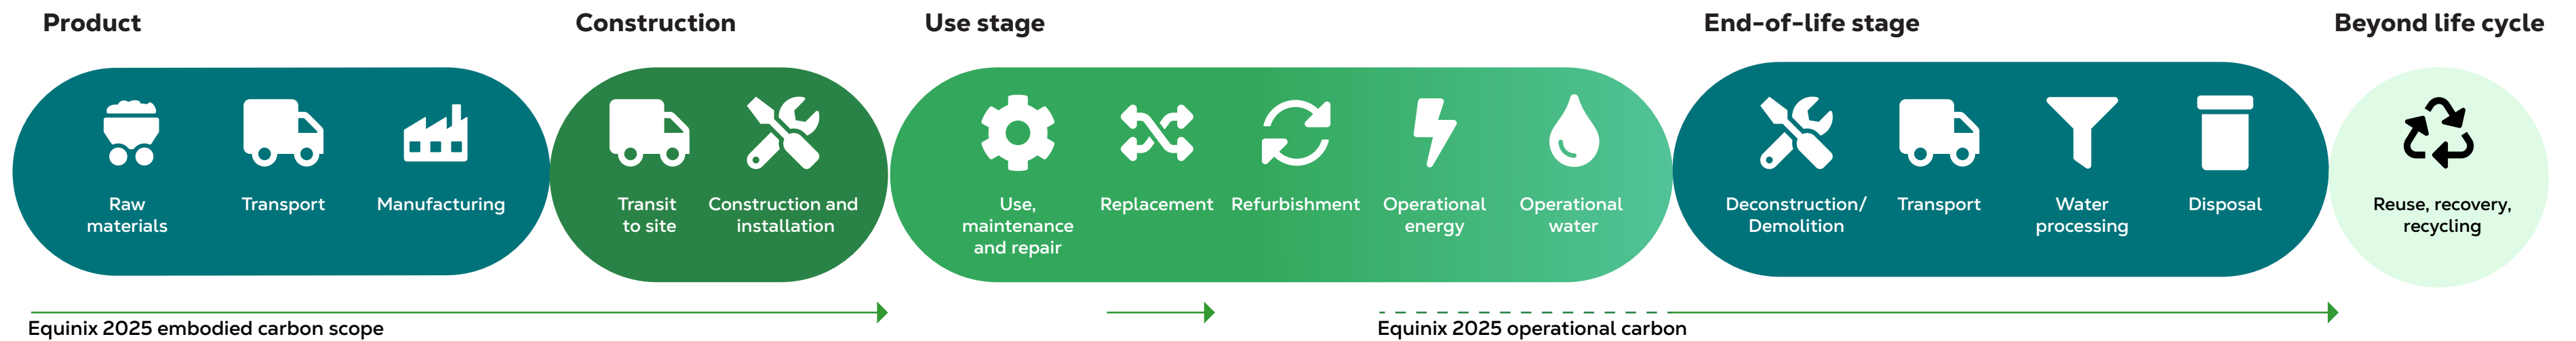 Product
Construction
Use stage
End-of-life stage
Beyond life cycle
Raw
materials
Transport
Manufacturing
Transit
to site
Construction and
installation
Use,
maintenance
and repair
Replacement
Refurbishment
Operational
energy
Operational
water
Deconstruction/
Demolition
Transport
Water
processing
Disposal
Reuse, recovery,
recycling
Equinix 2025 embodied carbon scope
Equinix 2025 operational carbon